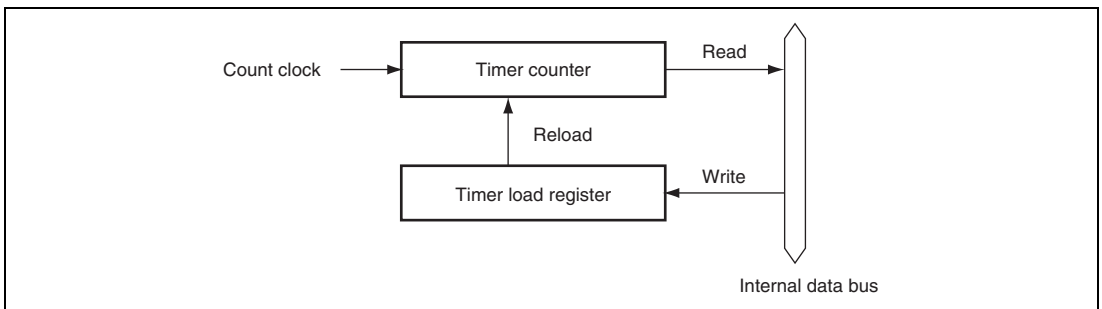 Count clock
Timer counter
Read
Reload
Timer load register
Write
Internal data bus